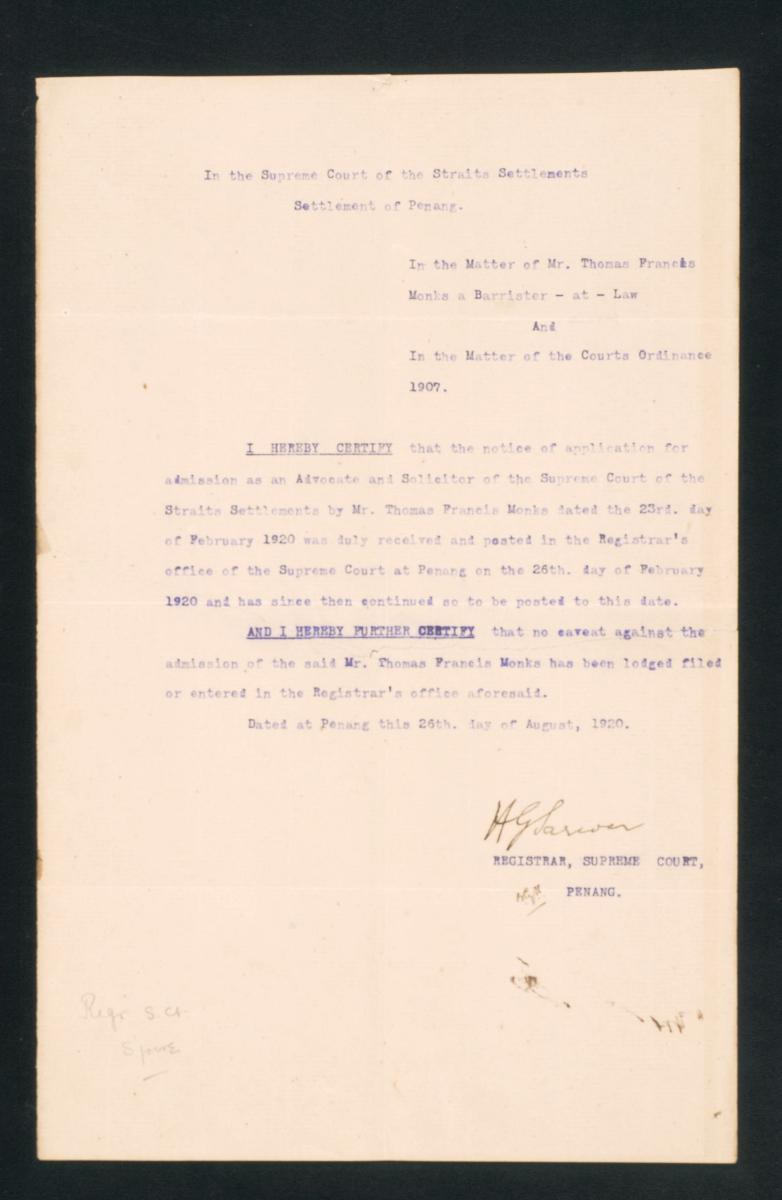 In the Supreme Court of the Straits Settlements
Settlement of Penang.
In the Matter of Mr. Thomas Francis
Monks a Barrister - at - Law
And
In the Matter of the Courts Ordinance
1907.
I HEREBY CERTIFY that the notice of application for
admission as an Advocate and Solicitor of the Supreme Court of the
Straits Settlements by Mr. Thomas Francis Monks dated the 23rd. day
of February 1920 was duly received and posted in the Registrar's
office of the Supreme Court at Penang on the 26th. day of February
1920 and has since then continued so to be posted to this date.
AND I HEREBY FURTHER CERTIFY that no caveat against the
admission of the said Mr. Thomas Francis Monks has been lodged filed
or entered in the Registrar's office aforesaid.
Dated at Penang this 26th. day of August, 1920.
REGISTRAR, SUPREME COURT,
PENANG.
Regr S. Ct.
S'pore